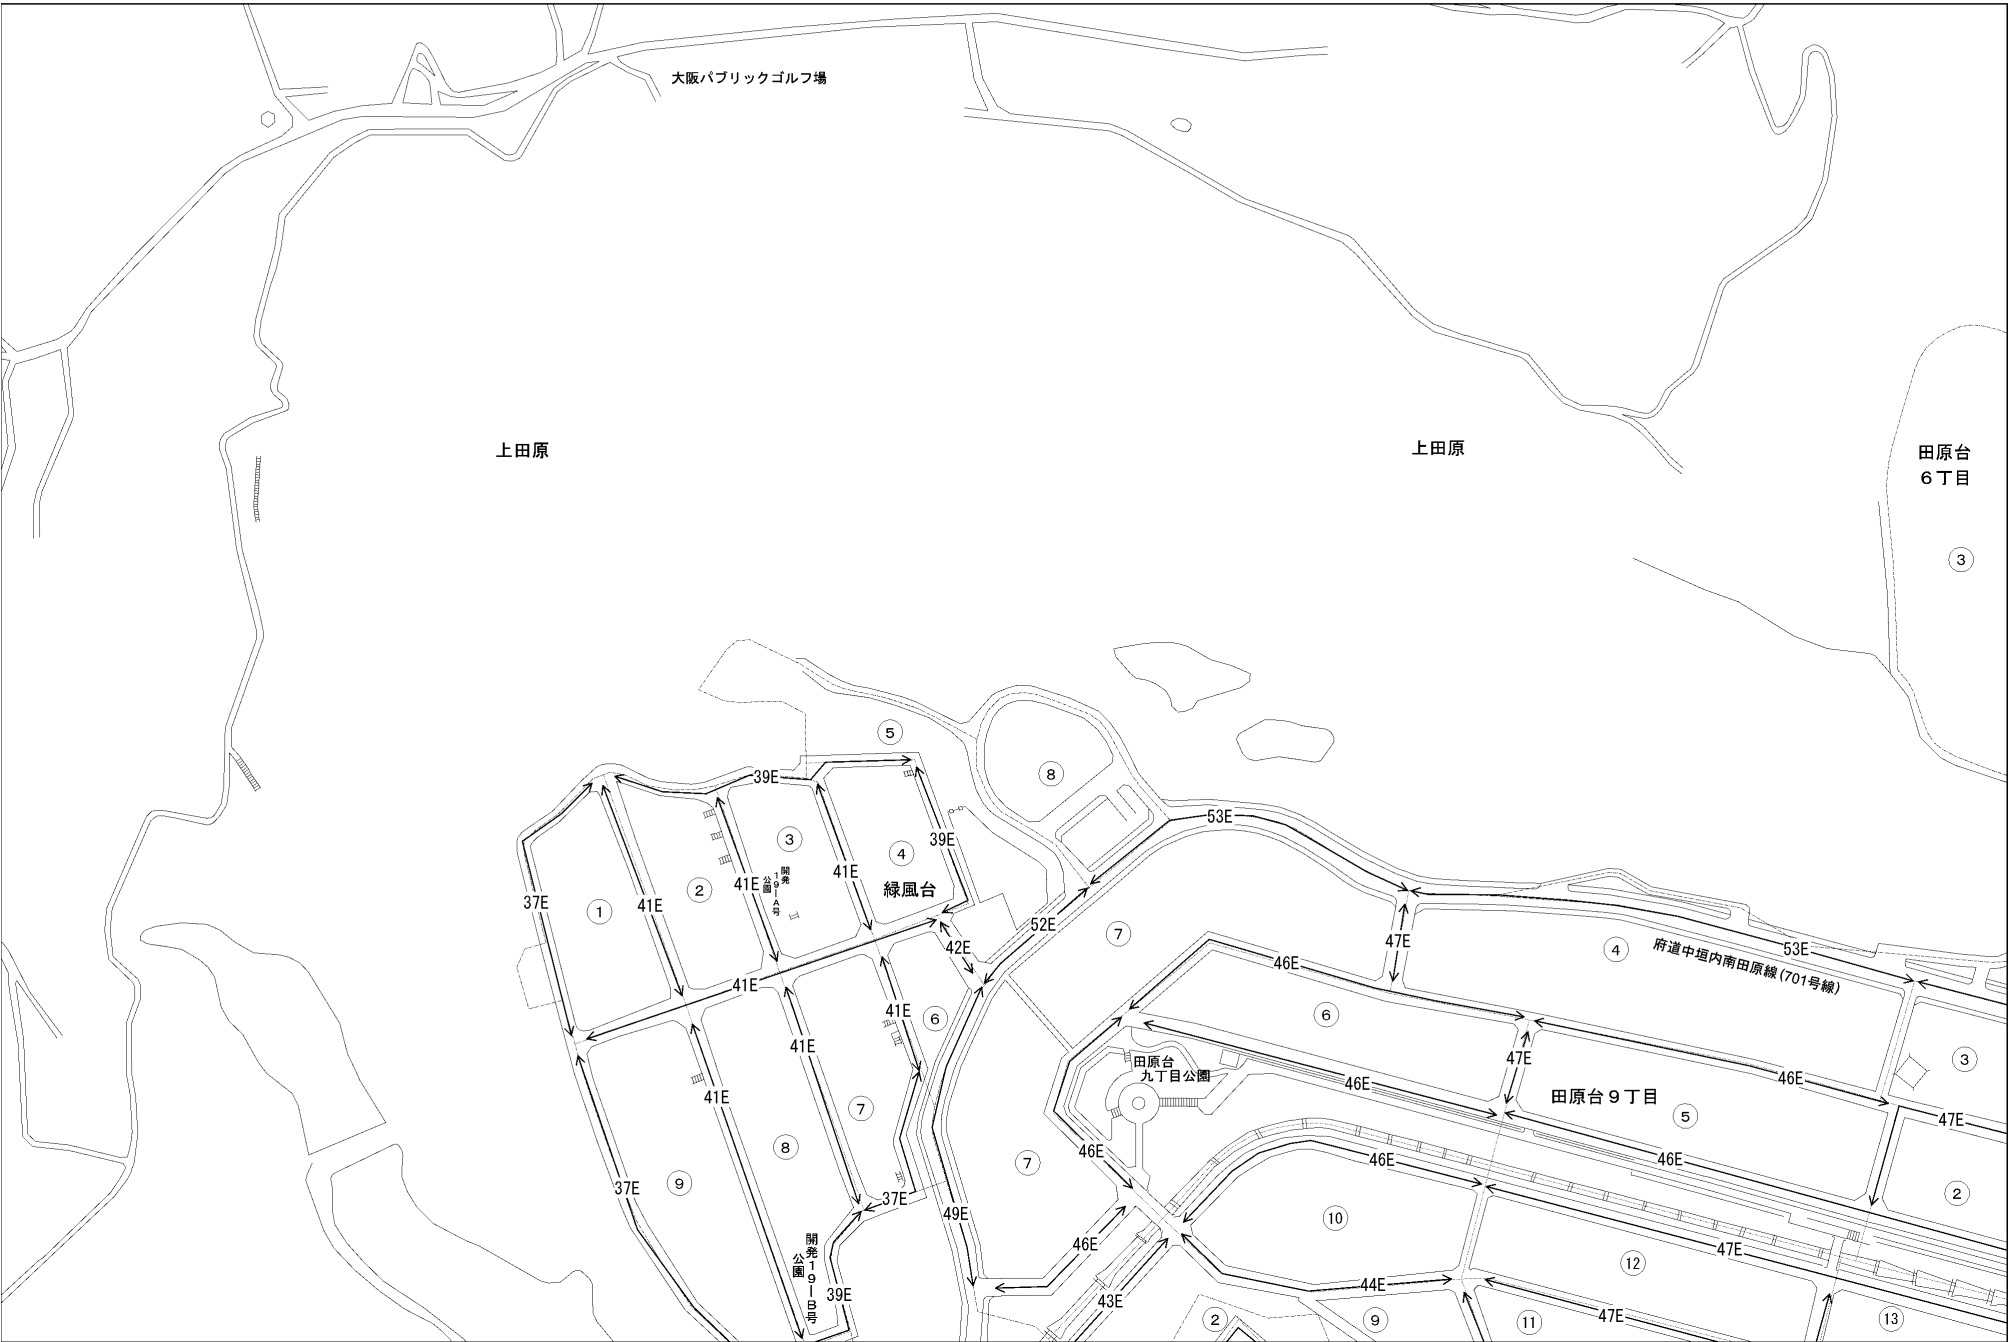 大阪パブリックゴルフ場
上田原
上田原
田原台
６丁目
③
⑤
⑧
39E
53E
③
39E
④
41E
41E
公園
19-A号
開発
②
緑風台
37E
41E
①
52E
47E
⑦
42E
④
府道中垣内南田原線(701号線)
53E
46E
41E
41E
⑥
⑥
41E
47E
③
田原台
九丁目公園
46E
46E
41E
田原台９丁目
⑦
⑤
47E
46E
46E
46E
⑧
⑦
②
⑨
37E
37E
49E
⑩
46E
47E
開発19-B号
公園
⑫
44E
39E
43E
47E
②
⑨
⑪
⑬